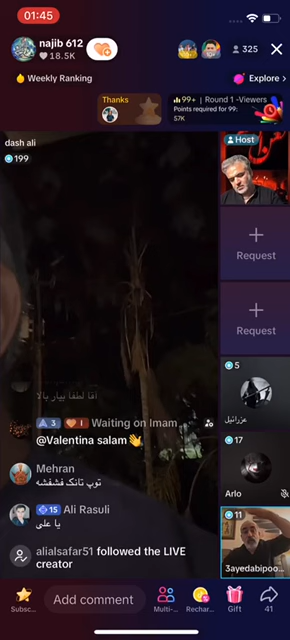 01:45
najib 612
18.5K
325
Weekly Ranking
Explore >
Thanks
99+ | Round 1 -Viewers
Points required for 99:
57K
dash ali
199
Host
Request
Request
آقا لطفا بیار بالا
3 1 Waiting on Imam
@Valentina salam 👋
5
عزرائیل
Mehran
توپ تانک فشفشه
17
Arlo
15 Ali Rasuli
یا علی
11
3ayedabipoo...
alialsafar51 followed the LIVE
creator
Subsc...
Add comment
Multi-...
Rechar...
Gift
41